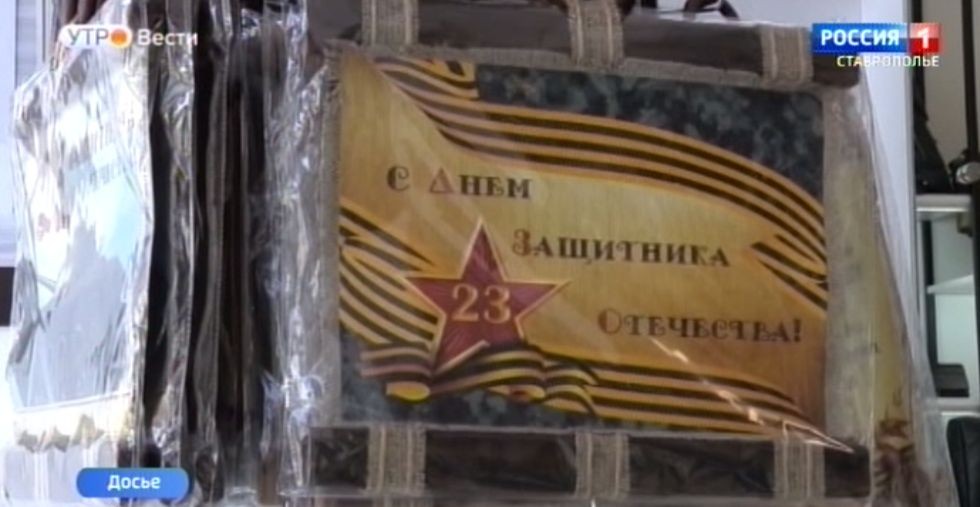 УТРО Вести
РОССИЯ 1
СТАВРОПОЛЬЕ
С Днем
Защитника
23
Отечества!
Досье